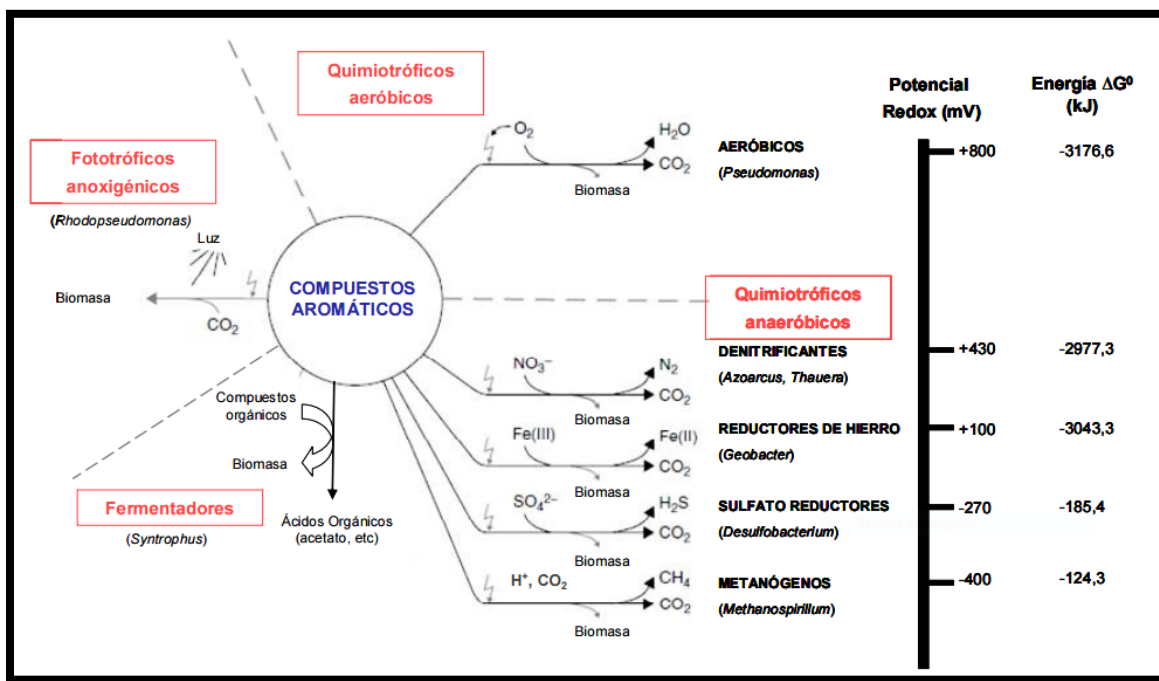 Quimiotróficos
aeróbicos
Potencial
Redox (mV)
Energía ΔG⁰
(kJ)
O₂
H₂O
CO₂
Biomasa
AERÓBICOS
(Pseudomonas)
+800
-3176,6
Fototróficos
anoxigénicos
(Rhodopseudomonas)
Luz
Biomasa
CO₂
COMPUESTOS
AROMÁTICOS
Quimiotróficos
anaeróbicos
NO₃⁻
N₂
CO₂
Biomasa
DENITRIFICANTES
(Azoarcus, Thauera)
+430
-2977,3
Fe(III)
Fe(II)
CO₂
Biomasa
REDUCTORES DE HIERRO
(Geobacter)
+100
-3043,3
SO₄²⁻
H₂S
CO₂
Biomasa
SULFATO REDUCTORES
(Desulfobacterium)
-270
-185,4
H⁺, CO₂
CH₄
CO₂
Biomasa
METANÓGENOS
(Methanospirillum)
-400
-124,3
Compuestos
orgánicos
Biomasa
Ácidos Orgánicos
(acetato, etc)
Fermentadores
(Syntrophus)